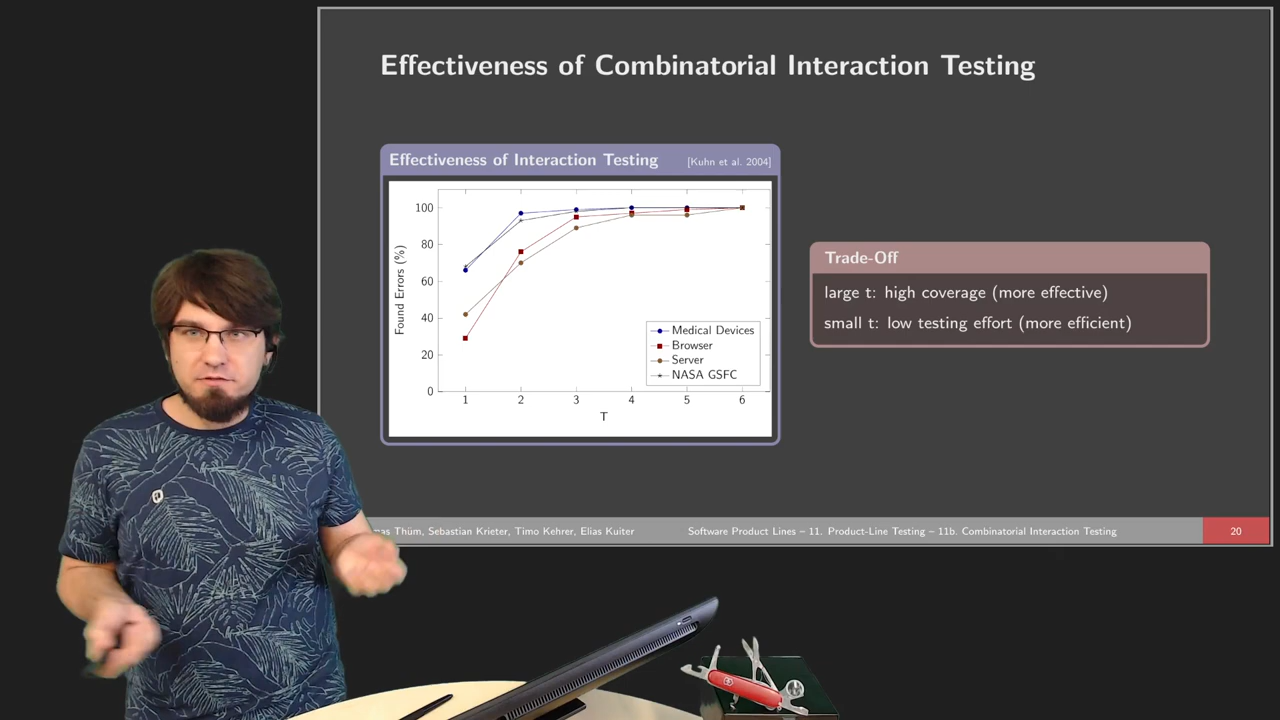 Effectiveness of Combinatorial Interaction Testing
Effectiveness of Interaction Testing [Kuhn et al. 2004]
Found Errors (%)
100
80
60
40
20
0
1 2 3 4 5 6
T
Medical Devices
Browser
Server
NASA GSFC
Trade-Off
large t: high coverage (more effective)
small t: low testing effort (more efficient)
Thüm, Sebastian Krieter, Timo Kehrer, Elias Kuiter
Software Product Lines – 11. Product-Line Testing – 11b. Combinatorial Interaction Testing
20